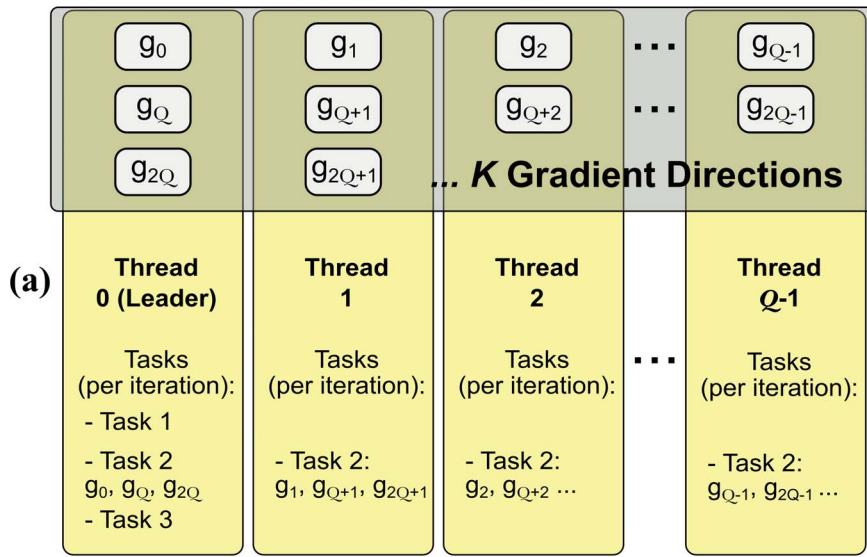 g0 g1 g2 ... gQ-1
gQ gQ+1 gQ+2 ... g2Q-1
g2Q g2Q+1 ... K Gradient Directions
(a)
Thread
0 (Leader)
Tasks
(per iteration):
- Task 1
- Task 2
g0, gQ, g2Q
- Task 3
Thread
1
Tasks
(per iteration):
- Task 2:
g1, gQ+1, g2Q+1
Thread
2
Tasks
(per iteration):
- Task 2:
g2, gQ+2 ...
...
Thread
Q-1
Tasks
(per iteration):
- Task 2:
gQ-1, g2Q-1 ...